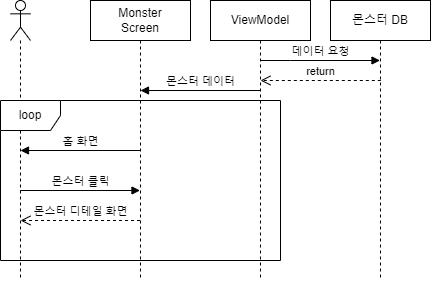 Monster
Screen
ViewModel
몬스터 DB
데이터 요청
return
몬스터 데이터
loop
홈 화면
몬스터 클릭
몬스터 디테일 화면